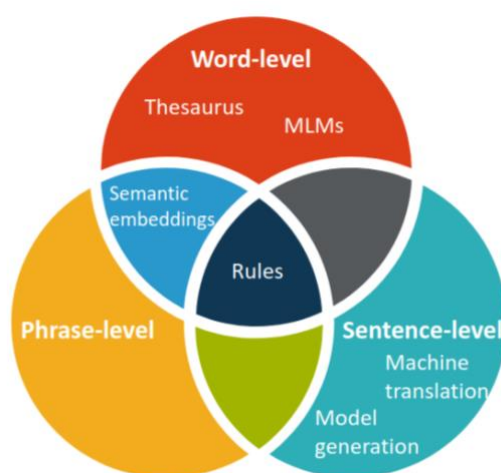 Word-level
Thesaurus
MLMs
Semantic
embeddings
Rules
Phrase-level
Sentence-level
Machine
translation
Model
generation